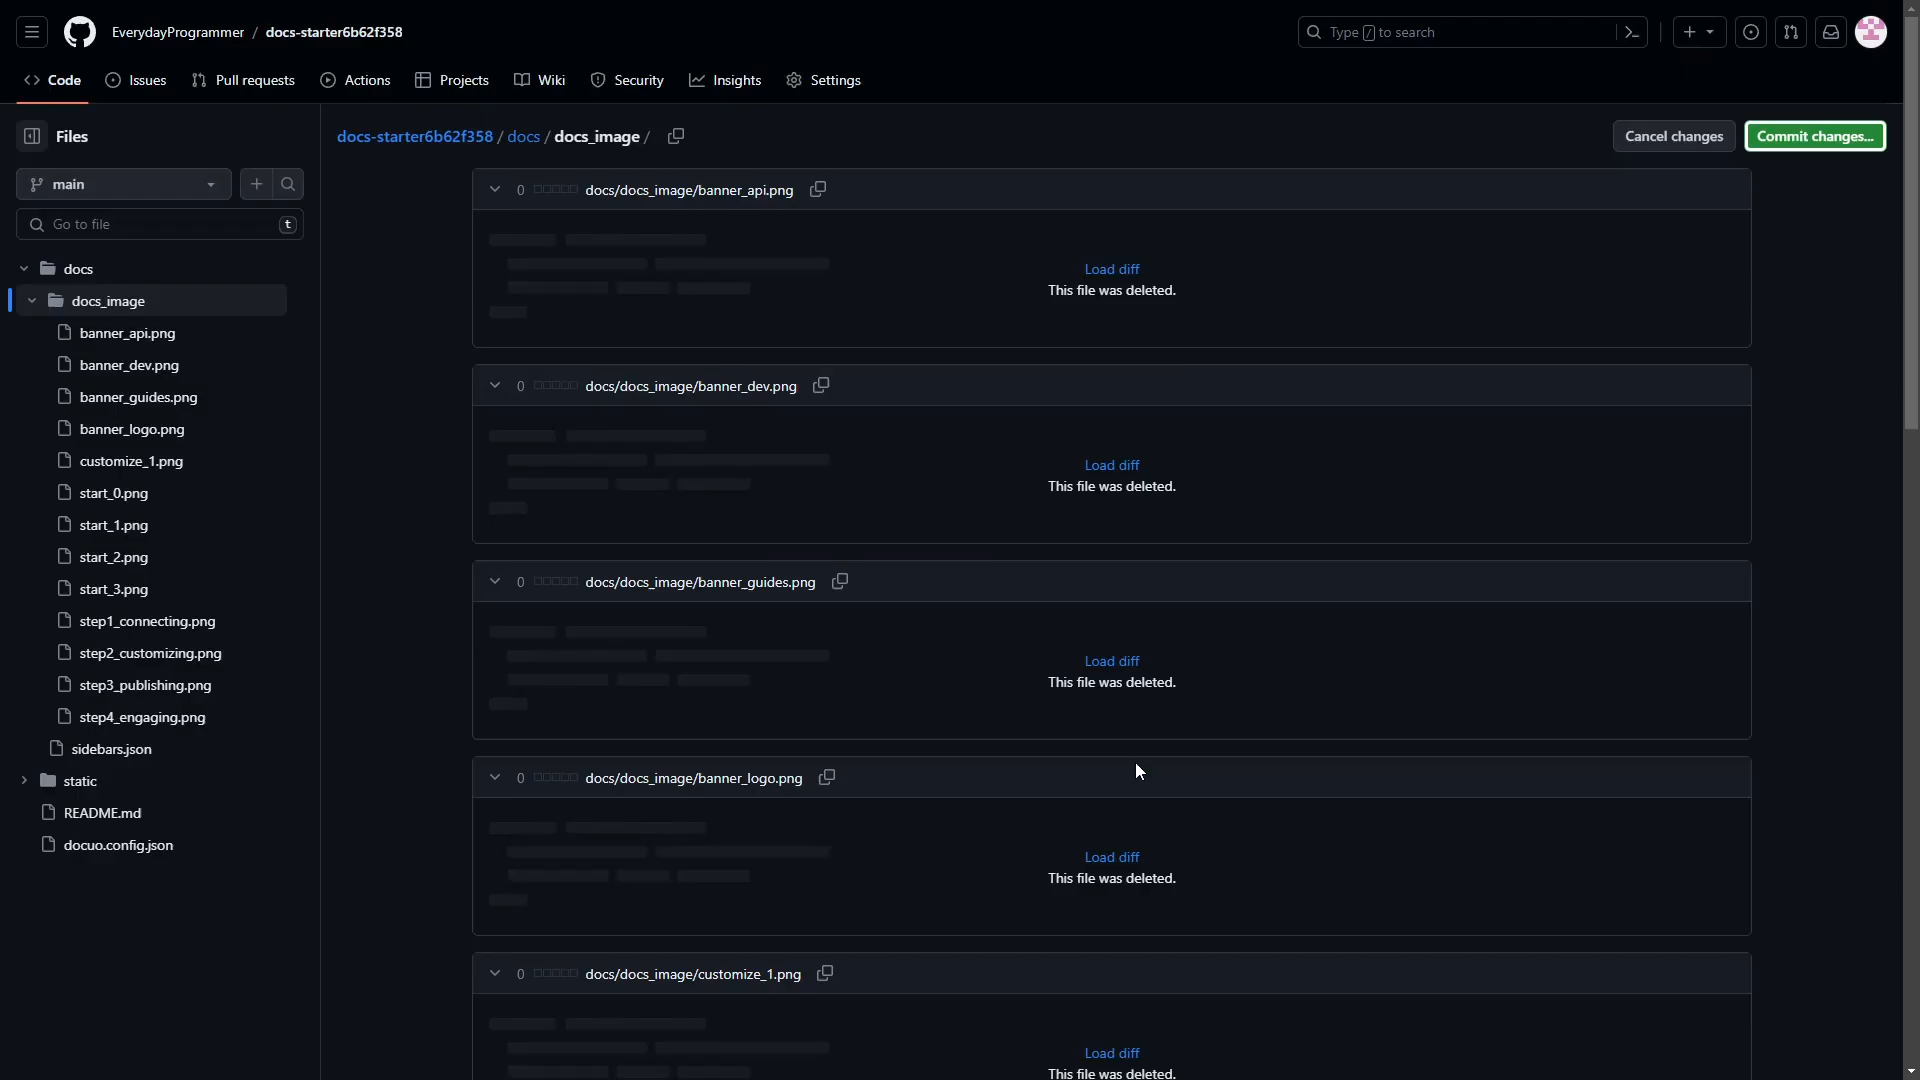 EverydayProgrammer / docs-starter6b62f358
Type / to search
Code
Issues
Pull requests
Actions
Projects
Wiki
Security
Insights
Settings
Files
docs-starter6b62f358 / docs / docs_image /
Cancel changes
Commit changes...
main
Go to file
t
docs
docs_image
banner_api.png
banner_dev.png
banner_guides.png
banner_logo.png
customize_1.png
start_0.png
start_1.png
start_2.png
start_3.png
step1_connecting.png
step2_customizing.png
step3_publishing.png
step4_engaging.png
sidebars.json
static
README.md
docuo.config.json
0 docs/docs_image/banner_api.png
Load diff
This file was deleted.
0 docs/docs_image/banner_dev.png
Load diff
This file was deleted.
0 docs/docs_image/banner_guides.png
Load diff
This file was deleted.
0 docs/docs_image/banner_logo.png
Load diff
This file was deleted.
0 docs/docs_image/customize_1.png
Load diff
This file was deleted.